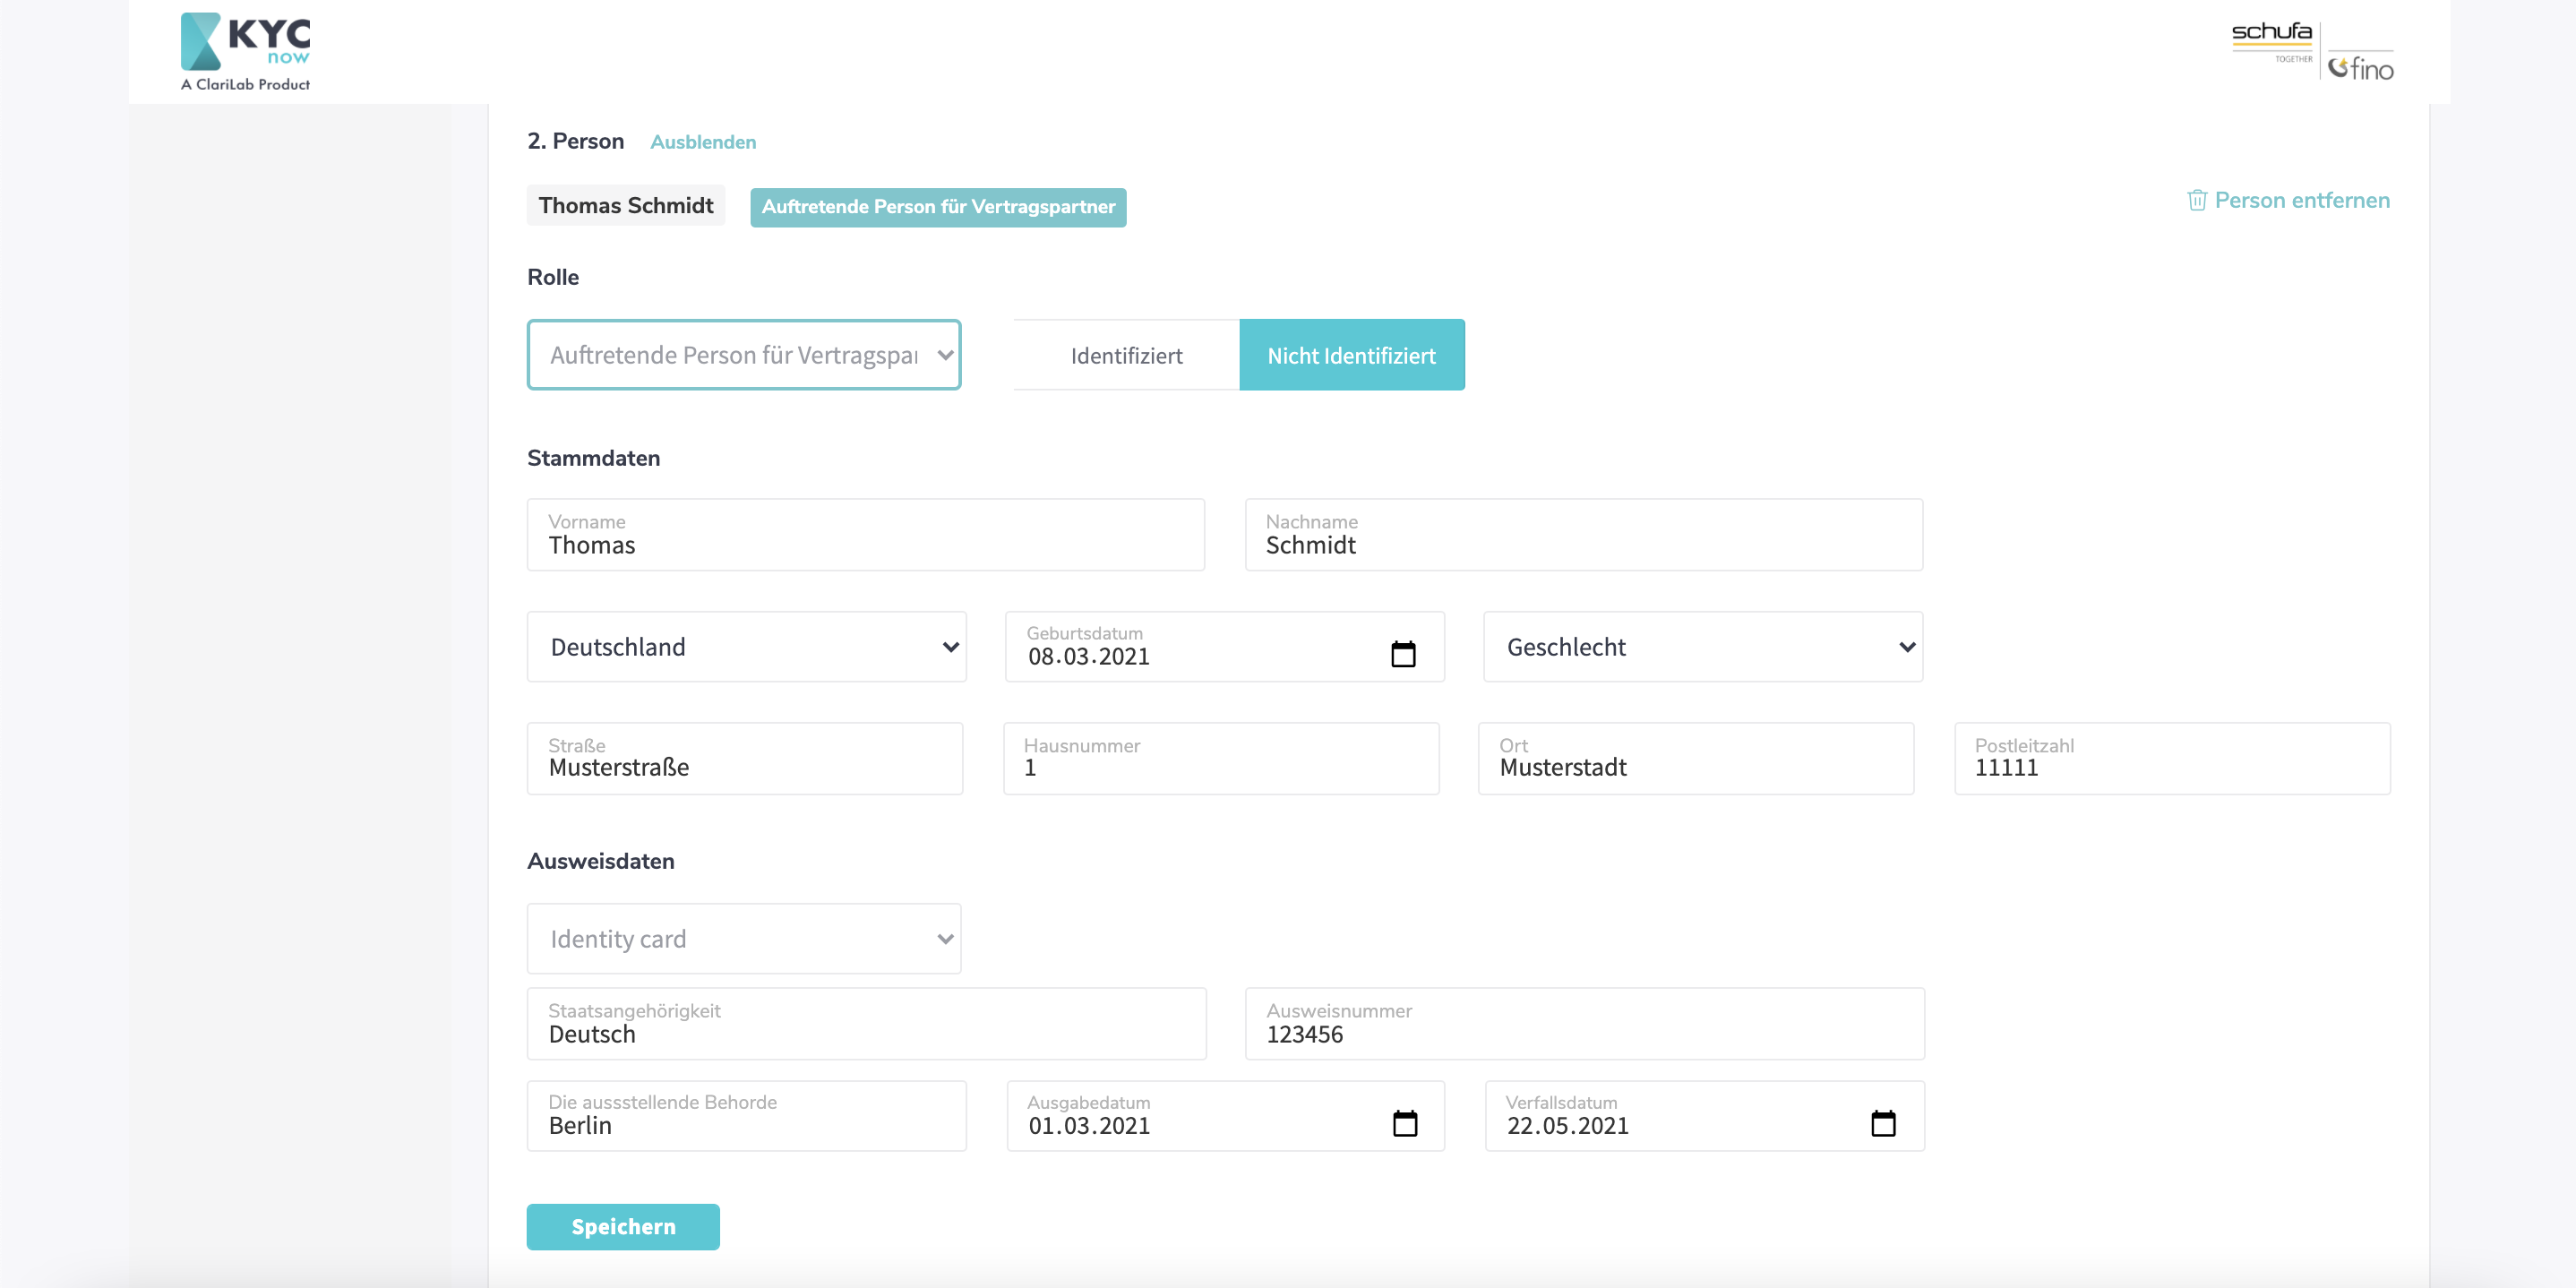 KYC
now
A ClariLab Product
schufa
TOGETHER
fino
2. Person Ausblenden
Thomas Schmidt Auftretende Person für Vertragspartner Person entfernen
Rolle
Auftretende Person für Vertragspar Identifiziert Nicht Identifiziert
Stammdaten
Vorname Nachname
Thomas Schmidt
Deutschland Geburtsdatum Geschlecht
08.03.2021
Straße Hausnummer Ort Postleitzahl
Musterstraße 1 Musterstadt 11111
Ausweisdaten
Identity card
Staatsangehörigkeit Ausweisnummer
Deutsch 123456
Die aussstellende Behorde Ausgabedatum Verfallsdatum
Berlin 01.03.2021 22.05.2021
Speichern